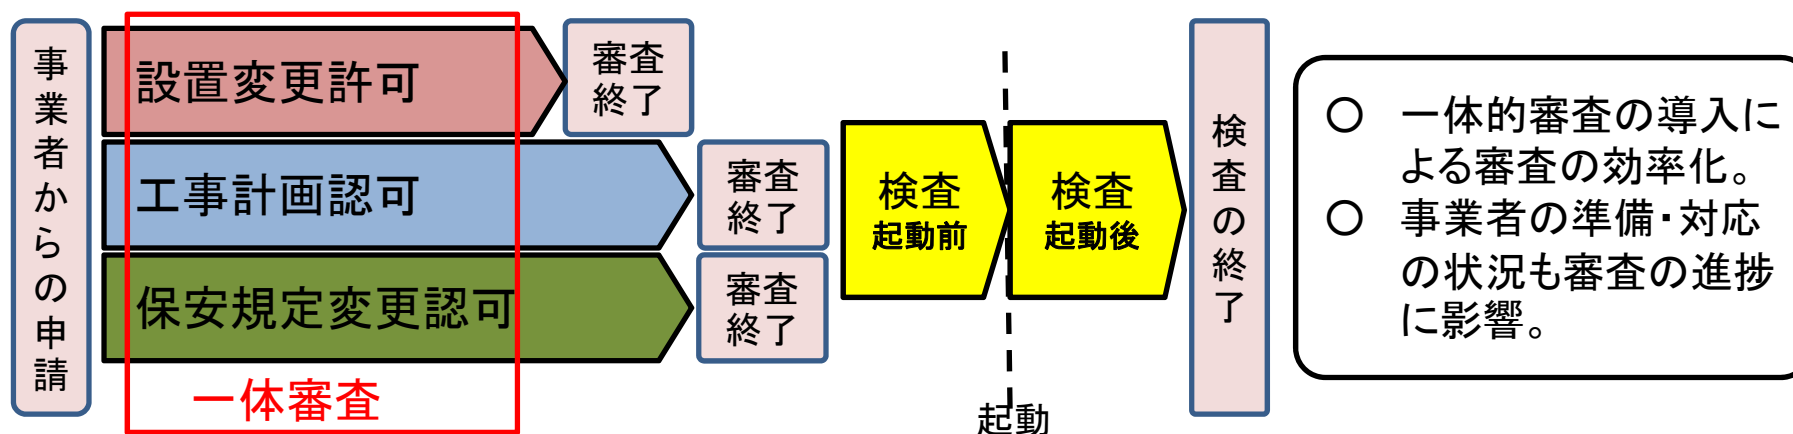 事業者からの申請
設置変更許可
審査
終了
工事計画認可
審査
終了
保安規定変更認可
審査
終了
一体審査
検査
起動前
検査
起動後
起動
検査の終了
○ 一体的審査の導入に
よる審査の効率化。
○ 事業者の準備・対応
の状況も審査の進捗
に影響。